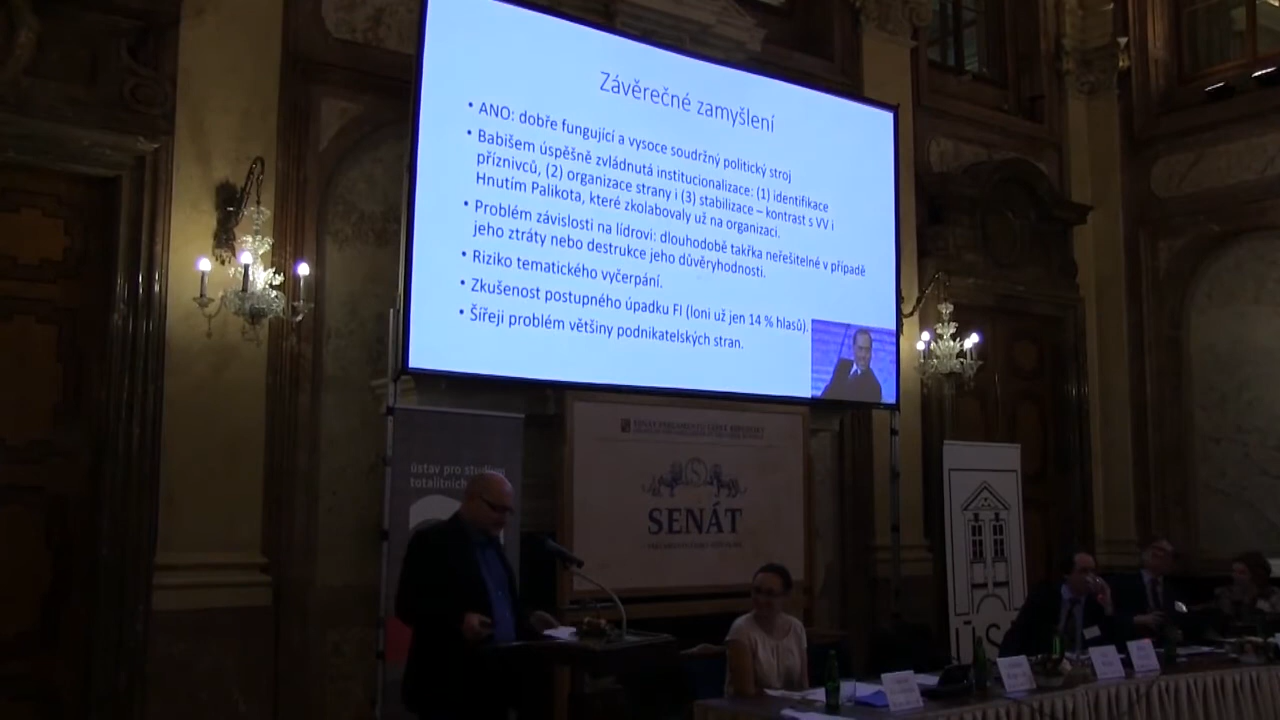 Závěrečné zamyšlení
• ANO: dobře fungující a vysoce soudržný politický stroj
• Babišem úspěšně zvládnutá institucionalizace: (1) identifikace
příznivců, (2) organizace strany i (3) stabilizace – kontrast s VV i
Hnutím Palikota, které zkolabovaly už na organizaci.
• Problém závislosti na lídrovi: dlouhodobě takřka neřešitelné v případě
jeho ztráty nebo destrukce jeho důvěryhodnosti.
• Riziko tematického vyčerpání.
• Zkušenost postupného úpadku FI (loni už jen 14 % hlasů).
• Šířeji problém většiny podnikatelských stran.
ústav pro studium
totalitních
SENÁT